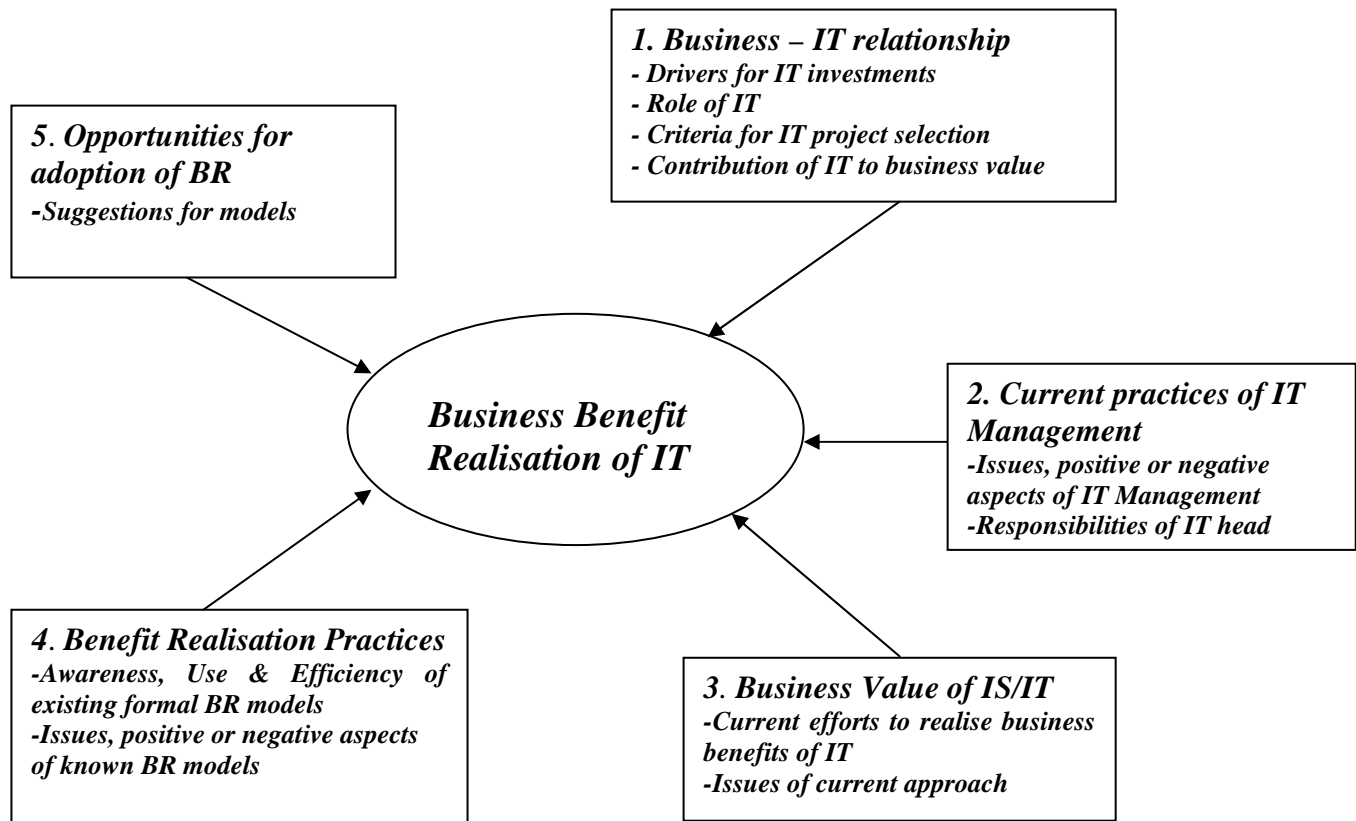 1. Business – IT relationship
- Drivers for IT investments
- Role of IT
- Criteria for IT project selection
- Contribution of IT to business value
5. Opportunities for
adoption of BR
-Suggestions for models
Business Benefit
Realisation of IT
2. Current practices of IT
Management
-Issues, positive or negative
aspects of IT Management
-Responsibilities of IT head
4. Benefit Realisation Practices
-Awareness, Use & Efficiency of
existing formal BR models
-Issues, positive or negative aspects
of known BR models
3. Business Value of IS/IT
-Current efforts to realise business
benefits of IT
-Issues of current approach